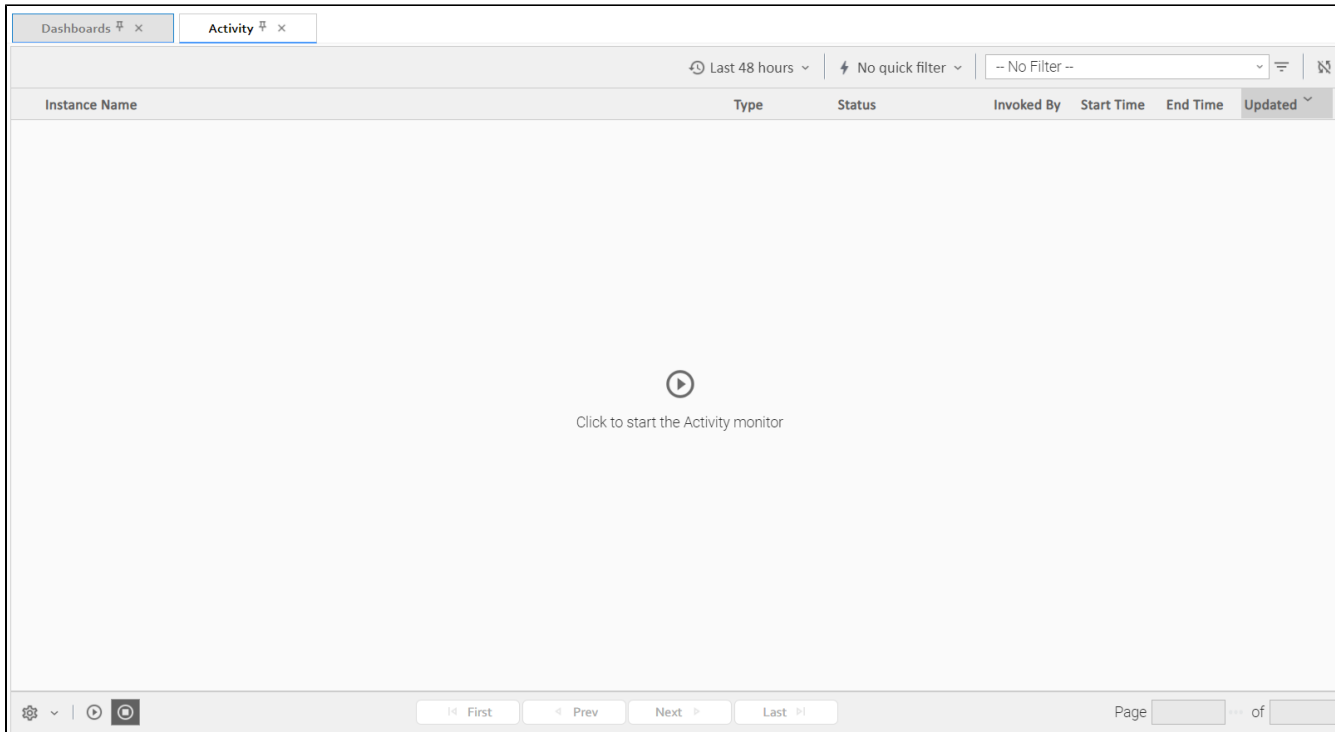 Dashboards
Activity
Last 48 hours No quick filter -- No Filter --
Instance Name Type Status Invoked By Start Time End Time Updated
Click to start the Activity monitor
First Prev Next Last Page of